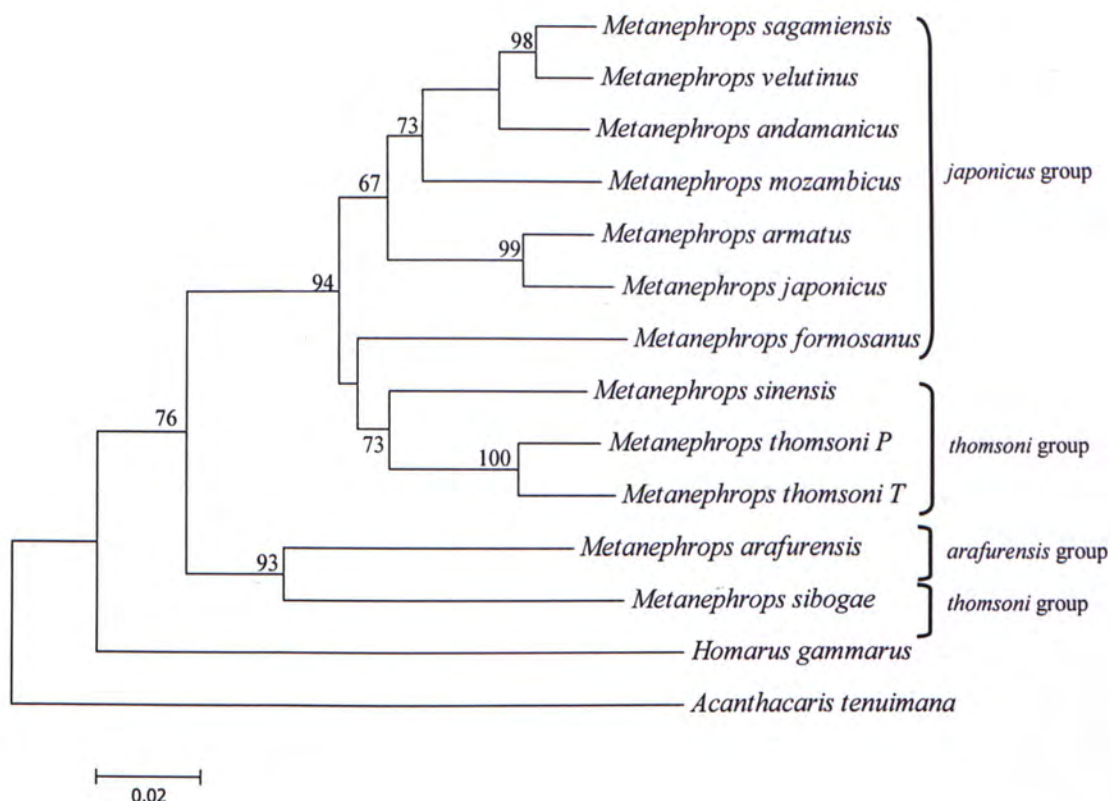 98
Metanephrops sagamiensis
Metanephrops velutinus
Metanephrops andamanicus
73
Metanephrops mozambicus
japonicus group
67
Metanephrops armatus
99
Metanephrops japonicus
94
Metanephrops formosanus
Metanephrops sinensis
73
Metanephrops thomsoni P
thomsoni group
100
Metanephrops thomsoni T
76
Metanephrops arafurensis
arafurensis group
93
Metanephrops sibogae
thomsoni group
Homarus gammarus
Acanthacaris tenuimana
0.02